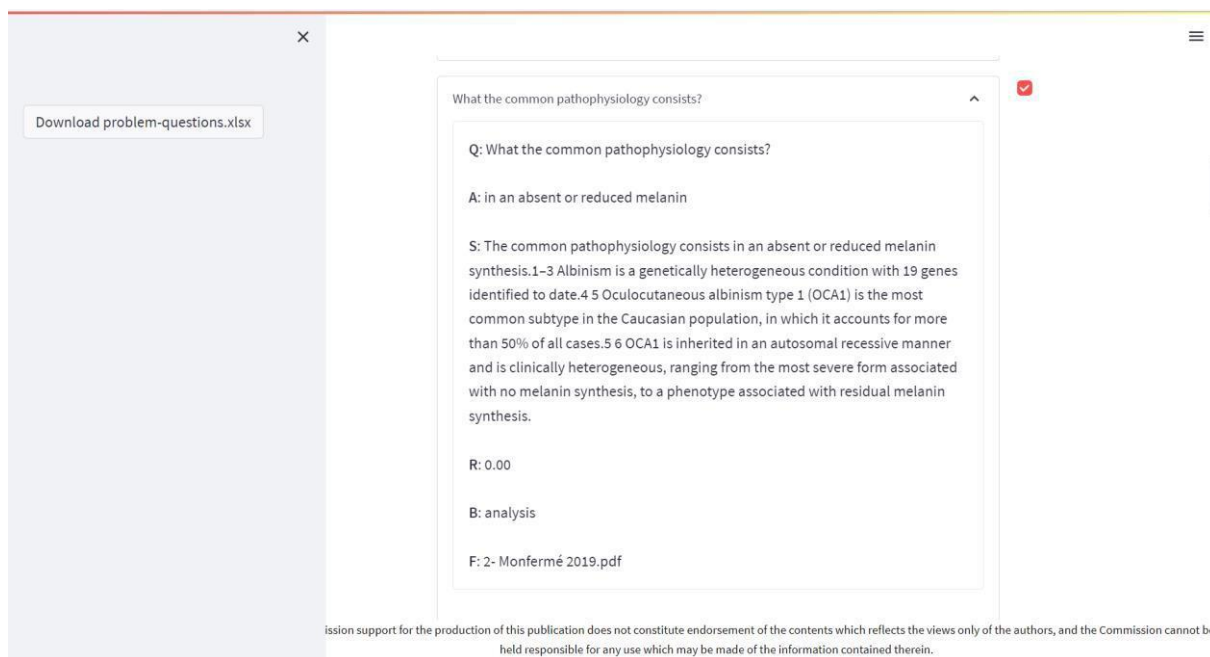 Download problem-questions.xlsx
What the common pathophysiology consists?
Q: What the common pathophysiology consists?
A: in an absent or reduced melanin
S: The common pathophysiology consists in an absent or reduced melanin
synthesis.1–3 Albinism is a genetically heterogeneous condition with 19 genes
identified to date.4 5 Oculocutaneous albinism type 1 (OCA1) is the most
common subtype in the Caucasian population, in which it accounts for more
than 50% of all cases.5 6 OCA1 is inherited in an autosomal recessive manner
and is clinically heterogeneous, ranging from the most severe form associated
with no melanin synthesis, to a phenotype associated with residual melanin
synthesis.
R: 0.00
B: analysis
F: 2- Monfermé 2019.pdf
ission support for the production of this publication does not constitute endorsement of the contents which reflects the views only of the authors, and the Commission cannot b
held responsible for any use which may be made of the information contained therein.